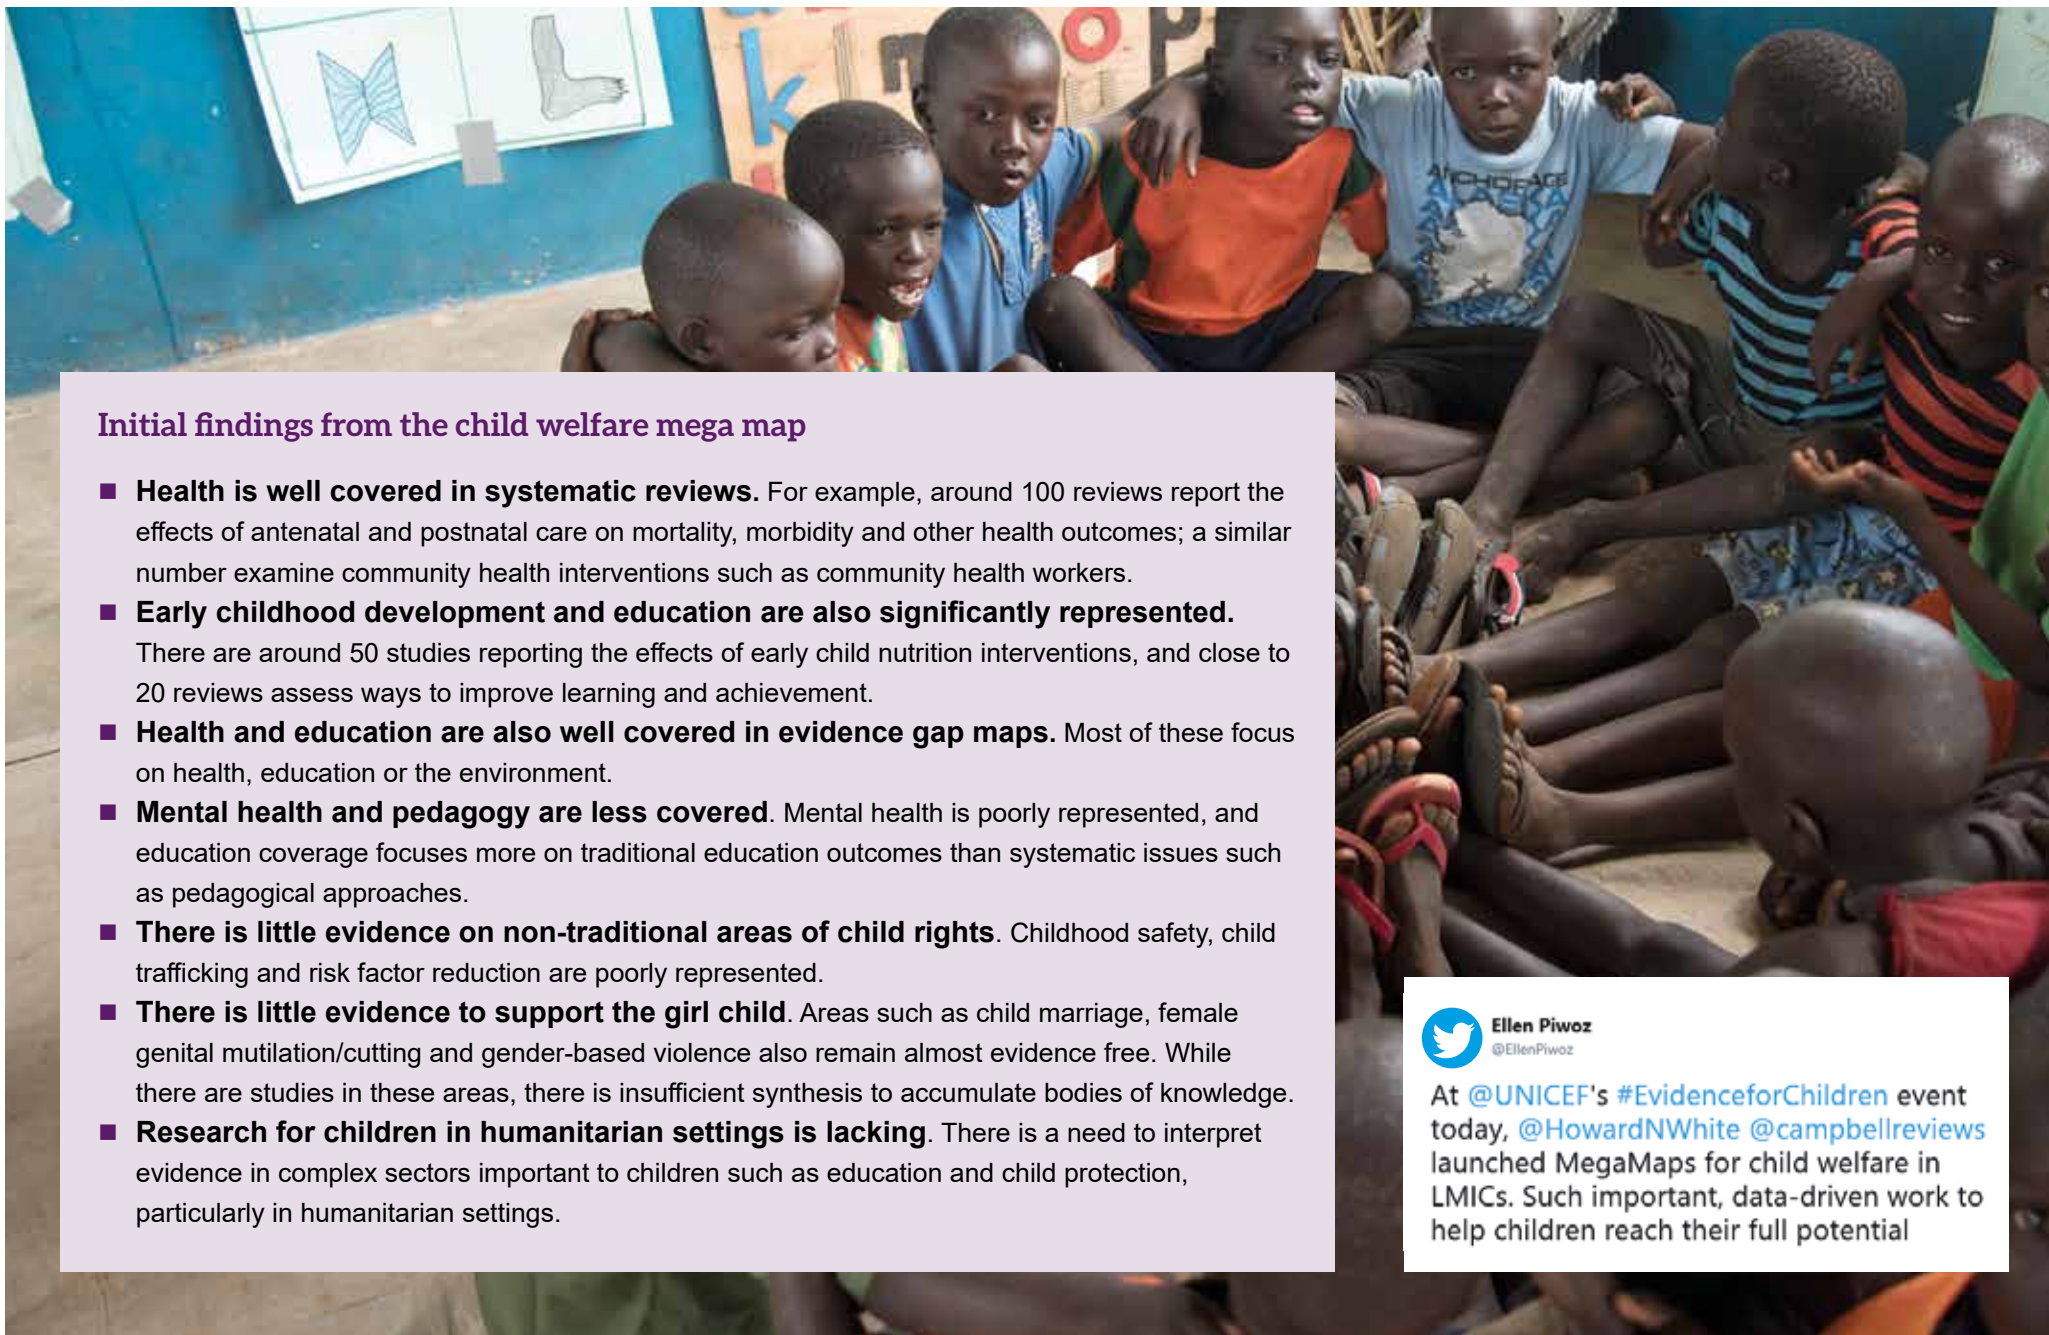 k
o
p
ANCHORAGE
ALASKA
Initial findings from the child welfare mega map
■ Health is well covered in systematic reviews. For example, around 100 reviews report the
effects of antenatal and postnatal care on mortality, morbidity and other health outcomes; a similar
number examine community health interventions such as community health workers.
■ Early childhood development and education are also significantly represented.
There are around 50 studies reporting the effects of early child nutrition interventions, and close to
20 reviews assess ways to improve learning and achievement.
■ Health and education are also well covered in evidence gap maps. Most of these focus
on health, education or the environment.
■ Mental health and pedagogy are less covered. Mental health is poorly represented, and
education coverage focuses more on traditional education outcomes than systematic issues such
as pedagogical approaches.
■ There is little evidence on non-traditional areas of child rights. Childhood safety, child
trafficking and risk factor reduction are poorly represented.
■ There is little evidence to support the girl child. Areas such as child marriage, female
genital mutilation/cutting and gender-based violence also remain almost evidence free. While
there are studies in these areas, there is insufficient synthesis to accumulate bodies of knowledge.
■ Research for children in humanitarian settings is lacking. There is a need to interpret
evidence in complex sectors important to children such as education and child protection,
particularly in humanitarian settings.
Ellen Piwoz
@EllenPiwoz
At @UNICEF's #EvidenceforChildren event
today, @HowardNWhite @campbellreviews
launched MegaMaps for child welfare in
LMICs. Such important, data-driven work to
help children reach their full potential